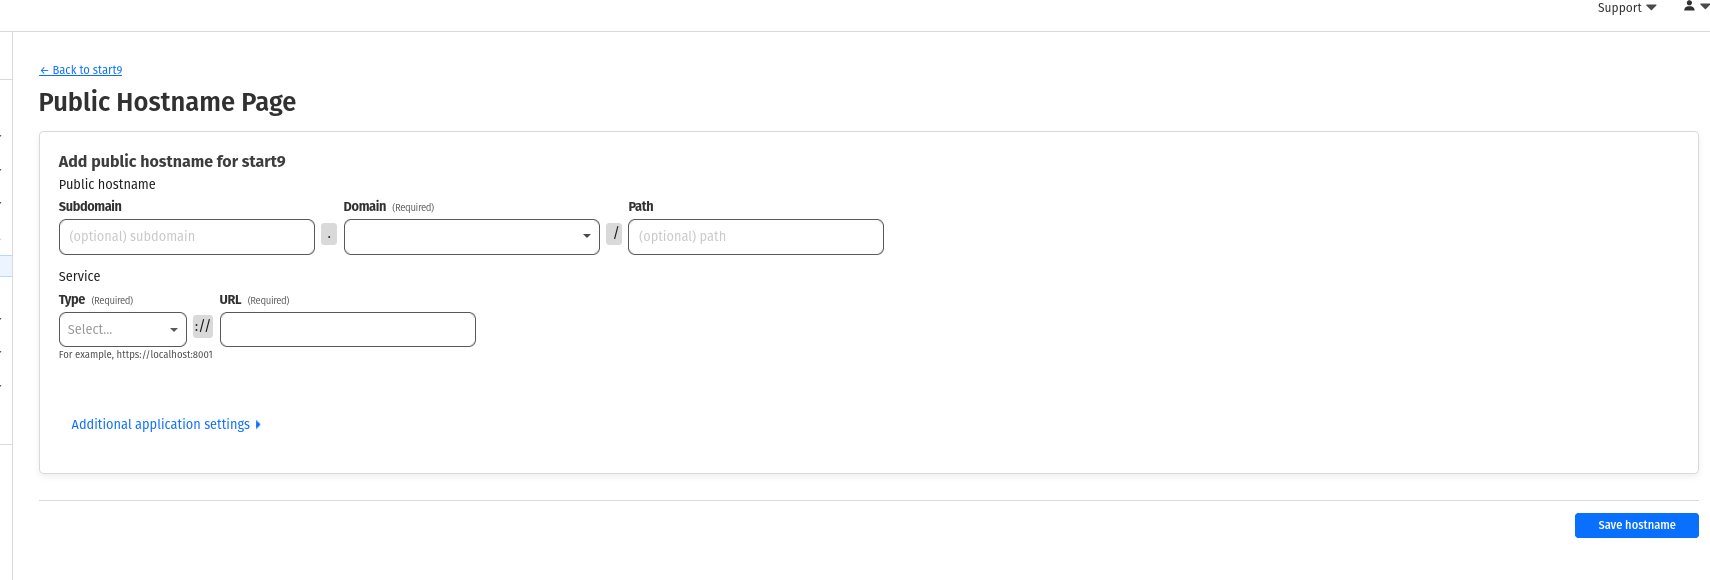 Support
← Back to start9
Public Hostname Page
Add public hostname for start9
Public hostname
Subdomain Domain (Required) Path
(optional) subdomain . / (optional) path
Service
Type (Required) URL (Required)
Select... ://
For example, https://localhost:8001
Additional application settings
Save hostname